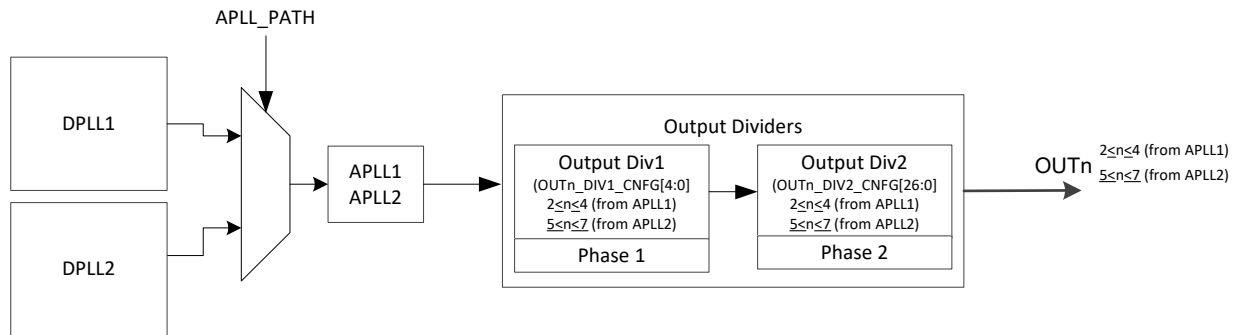 APLL_PATH
DPLL1
DPLL2
APLL1
APLL2
Output Dividers
Output Div1
(OUTn_DIV1_CNFG[4:0]
2≤n≤4 (from APLL1)
5≤n≤7 (from APLL2)
Phase 1
Output Div2
(OUTn_DIV2_CNFG[26:0]
2≤n≤4 (from APLL1)
5≤n≤7 (from APLL2)
Phase 2
OUTn
2≤n≤4 (from APLL1)
5≤n≤7 (from APLL2)